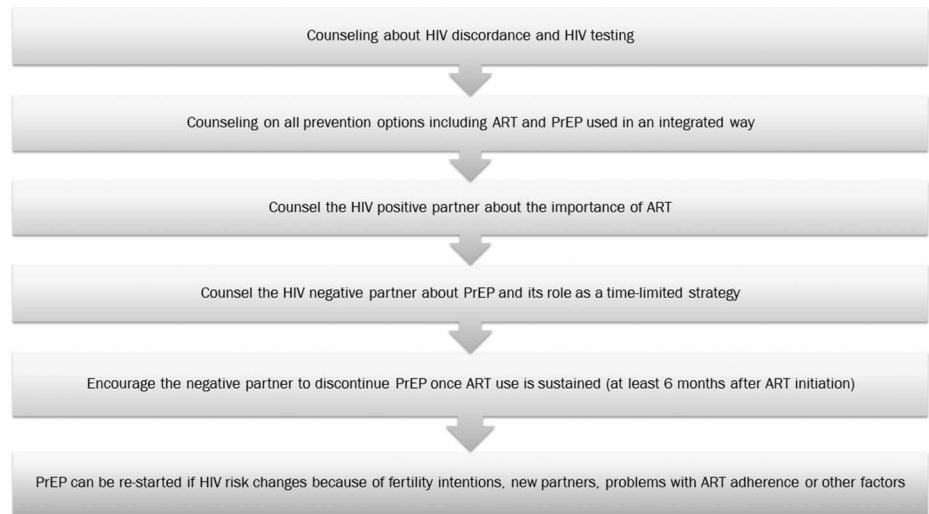 Counseling about HIV discordance and HIV testing
Counseling on all prevention options including ART and PrEP used in an integrated way
Counsel the HIV positive partner about the importance of ART
Counsel the HIV negative partner about PrEP and its role as a time-limited strategy
Encourage the negative partner to discontinue PrEP once ART use is sustained (at least 6 months after ART initiation)
PrEP can be re-started if HIV risk changes because of fertility intentions, new partners, problems with ART adherence or other factors